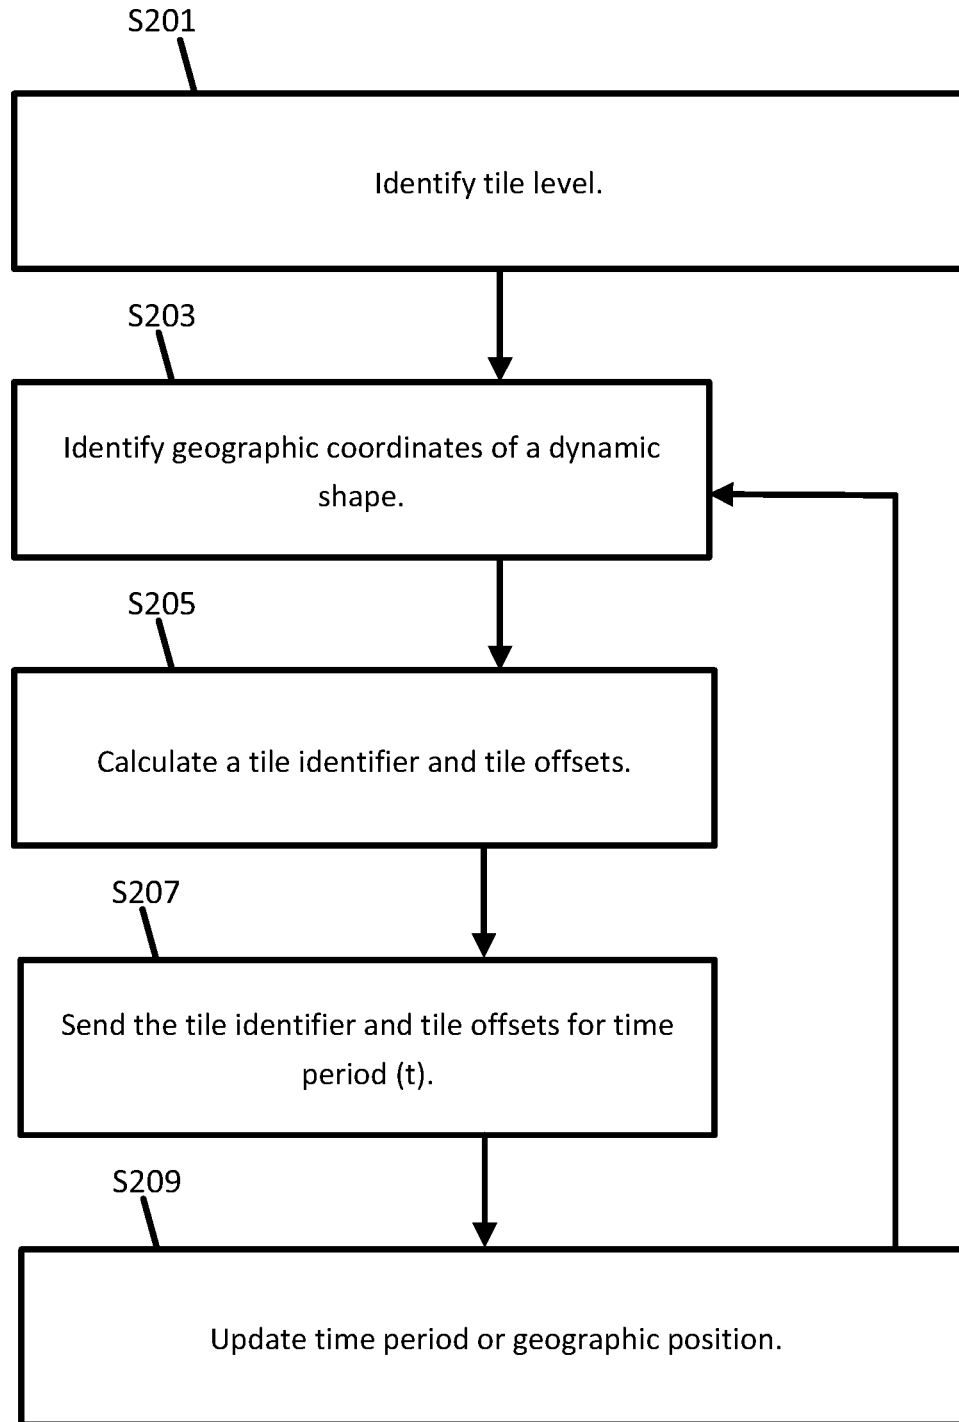 S201
Identify tile level.
S203
Identify geographic coordinates of a dynamic
shape.
S205
Calculate a tile identifier and tile offsets.
S207
Send the tile identifier and tile offsets for time
period (t).
S209
Update time period or geographic position.